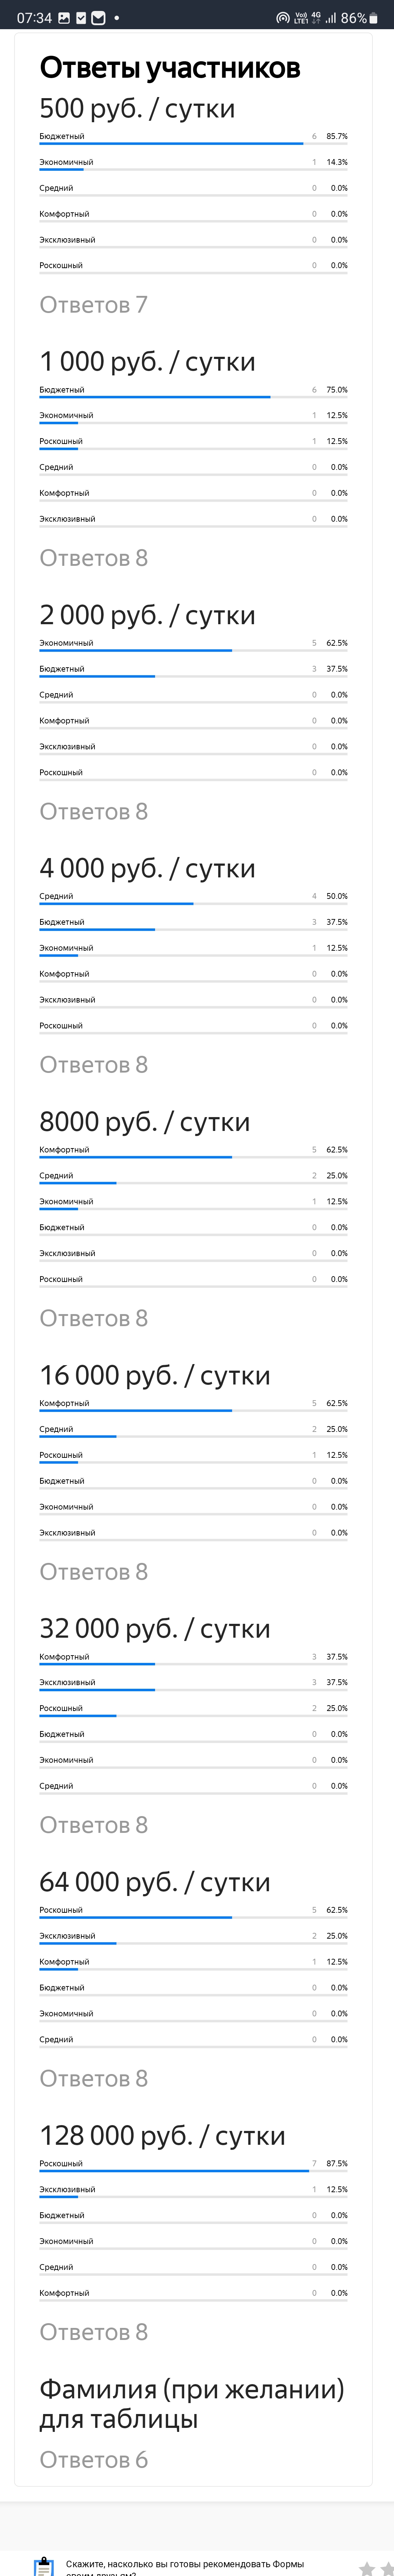 07:34
Vo)) LTE1 4G 86%
Ответы участников
500 руб. / сутки
Бюджетный 6 85.7%
Экономичный 1 14.3%
Средний 0 0.0%
Комфортный 0 0.0%
Эксклюзивный 0 0.0%
Роскошный 0 0.0%
Ответов 7
1 000 руб. / сутки
Бюджетный 6 75.0%
Экономичный 1 12.5%
Роскошный 1 12.5%
Средний 0 0.0%
Комфортный 0 0.0%
Эксклюзивный 0 0.0%
Ответов 8
2 000 руб. / сутки
Экономичный 5 62.5%
Бюджетный 3 37.5%
Средний 0 0.0%
Комфортный 0 0.0%
Эксклюзивный 0 0.0%
Роскошный 0 0.0%
Ответов 8
4 000 руб. / сутки
Средний 4 50.0%
Бюджетный 3 37.5%
Экономичный 1 12.5%
Комфортный 0 0.0%
Эксклюзивный 0 0.0%
Роскошный 0 0.0%
Ответов 8
8000 руб. / сутки
Комфортный 5 62.5%
Средний 2 25.0%
Экономичный 1 12.5%
Бюджетный 0 0.0%
Эксклюзивный 0 0.0%
Роскошный 0 0.0%
Ответов 8
16 000 руб. / сутки
Комфортный 5 62.5%
Средний 2 25.0%
Роскошный 1 12.5%
Бюджетный 0 0.0%
Экономичный 0 0.0%
Эксклюзивный 0 0.0%
Ответов 8
32 000 руб. / сутки
Комфортный 3 37.5%
Эксклюзивный 3 37.5%
Роскошный 2 25.0%
Бюджетный 0 0.0%
Экономичный 0 0.0%
Средний 0 0.0%
Ответов 8
64 000 руб. / сутки
Роскошный 5 62.5%
Эксклюзивный 2 25.0%
Комфортный 1 12.5%
Бюджетный 0 0.0%
Экономичный 0 0.0%
Средний 0 0.0%
Ответов 8
128 000 руб. / сутки
Роскошный 7 87.5%
Эксклюзивный 1 12.5%
Бюджетный 0 0.0%
Экономичный 0 0.0%
Средний 0 0.0%
Комфортный 0 0.0%
Ответов 8
Фамилия (при желании)
для таблицы
Ответов 6
Скажите, насколько вы готовы рекомендовать Формы